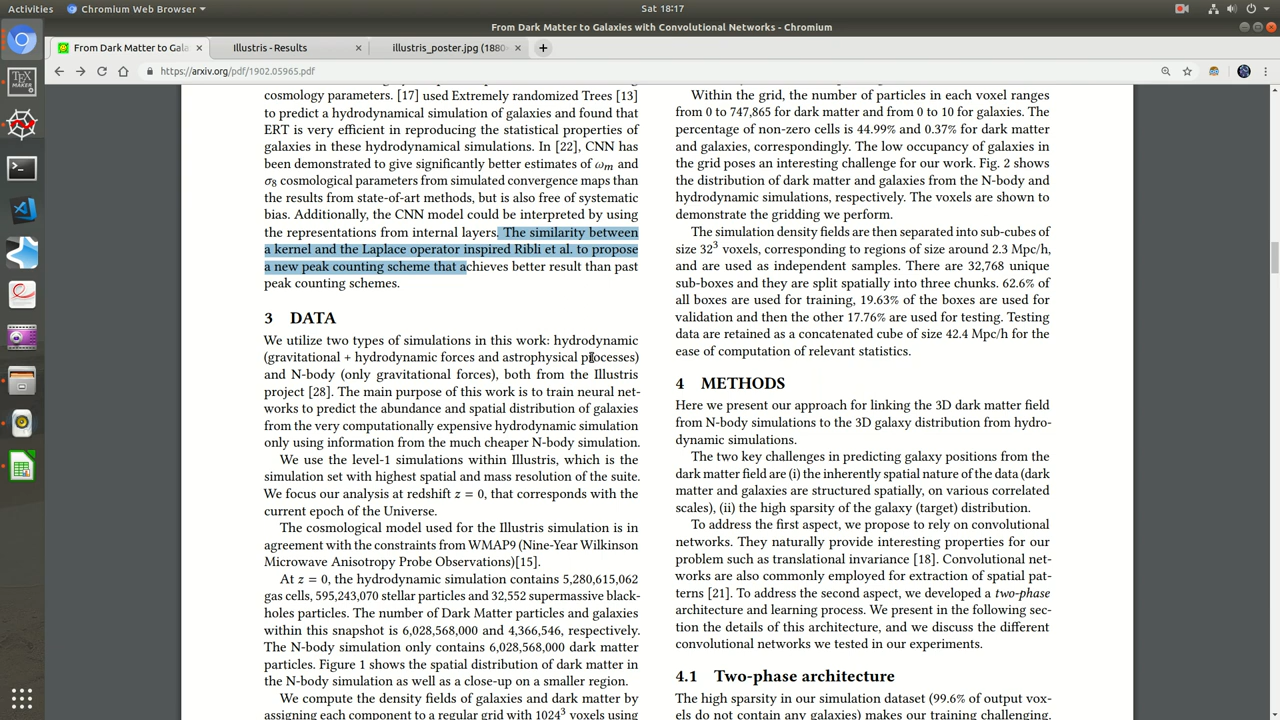 Activities
Chromium Web Browser
Sat 18:17
From Dark Matter to Galaxies with Convolutional Networks - Chromium
From Dark Matter to Gala
Illustris - Results
illustris_poster.jpg (1880
https://arxiv.org/pdf/1902.05965.pdf
cosmology parameters. [17] used Extremely randomized Trees [13]
to predict a hydrodynamical simulation of galaxies and found that
ERT is very efficient in reproducing the statistical properties of
galaxies in these hydrodynamical simulations. In [22], CNN has
been demonstrated to give significantly better estimates of ωm and
σ8 cosmological parameters from simulated convergence maps than
the results from state-of-art methods, but is also free of systematic
bias. Additionally, the CNN model could be interpreted by using
the representations from internal layers. The similarity between
a kernel and the Laplace operator inspired Ribli et al. to propose
a new peak counting scheme that achieves better result than past
peak counting schemes.
3 DATA
We utilize two types of simulations in this work: hydrodynamic
(gravitational + hydrodynamic forces and astrophysical processes)
and N-body (only gravitational forces), both from the Illustris
project [28]. The main purpose of this work is to train neural net-
works to predict the abundance and spatial distribution of galaxies
from the very computationally expensive hydrodynamic simulation
only using information from the much cheaper N-body simulation.
We use the level-1 simulations within Illustris, which is the
simulation set with highest spatial and mass resolution of the suite.
We focus our analysis at redshift z = 0, that corresponds with the
current epoch of the Universe.
The cosmological model used for the Illustris simulation is in
agreement with the constraints from WMAP9 (Nine-Year Wilkinson
Microwave Anisotropy Probe Observations)[15].
At z = 0, the hydrodynamic simulation contains 5,280,615,062
gas cells, 595,243,070 stellar particles and 32,552 supermassive black-
holes particles. The number of Dark Matter particles and galaxies
within this snapshot is 6,028,568,000 and 4,366,546, respectively.
The N-body simulation only contains 6,028,568,000 dark matter
particles. Figure 1 shows the spatial distribution of dark matter in
the N-body simulation as well as a close-up on a smaller region.
We compute the density fields of galaxies and dark matter by
assigning each component to a regular grid with 1024³ voxels using
Within the grid, the number of particles in each voxel ranges
from 0 to 747,865 for dark matter and from 0 to 10 for galaxies. The
percentage of non-zero cells is 44.99% and 0.37% for dark matter
and galaxies, correspondingly. The low occupancy of galaxies in
the grid poses an interesting challenge for our work. Fig. 2 shows
the distribution of dark matter and galaxies from the N-body and
hydrodynamic simulations, respectively. The voxels are shown to
demonstrate the gridding we perform.
The simulation density fields are then separated into sub-cubes of
size 32³ voxels, corresponding to regions of size around 2.3 Mpc/h,
and are used as independent samples. There are 32,768 unique
sub-boxes and they are split spatially into three chunks. 62.6% of
all boxes are used for training, 19.63% of the boxes are used for
validation and then the other 17.76% are used for testing. Testing
data are retained as a concatenated cube of size 42.4 Mpc/h for the
ease of computation of relevant statistics.
4 METHODS
Here we present our approach for linking the 3D dark matter field
from N-body simulations to the 3D galaxy distribution from hydro-
dynamic simulations.
The two key challenges in predicting galaxy positions from the
dark matter field are (i) the inherently spatial nature of the data (dark
matter and galaxies are structured spatially, on various correlated
scales), (ii) the high sparsity of the galaxy (target) distribution.
To address the first aspect, we propose to rely on convolutional
networks. They naturally provide interesting properties for our
problem such as translational invariance [18]. Convolutional net-
works are also commonly employed for extraction of spatial pat-
terns [21]. To address the second aspect, we developed a two-phase
architecture and learning process. We present in the following sec-
tion the details of this architecture, and we discuss the different
convolutional networks we tested in our experiments.
4.1 Two-phase architecture
The high sparsity in our simulation dataset (99.6% of output vox-
els do not contain any galaxies) makes our training challenging.